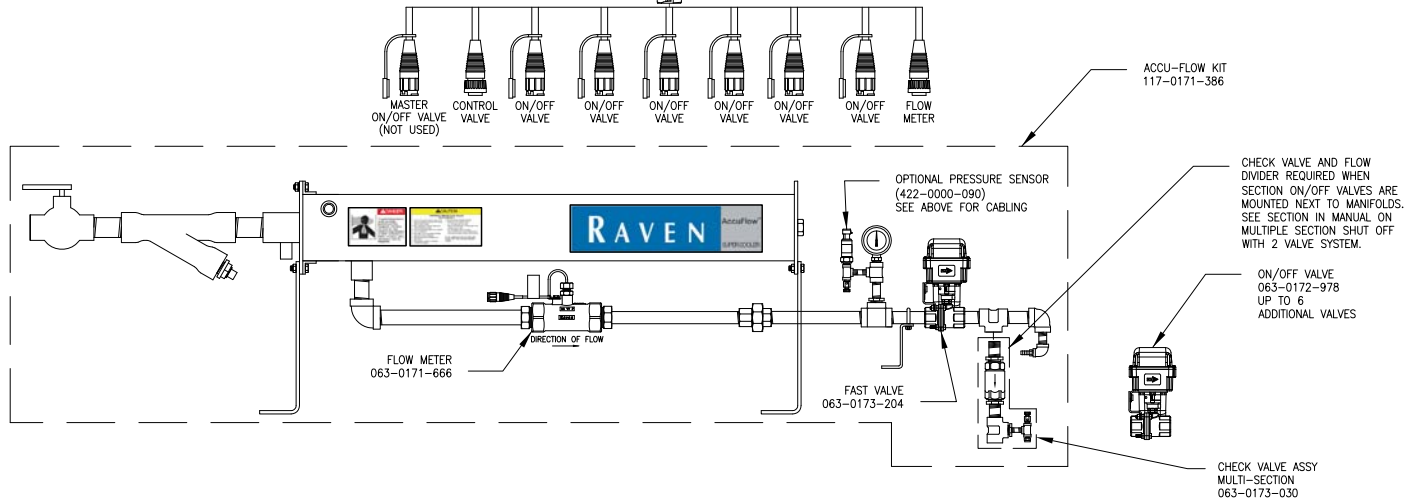 MASTER
ON/OFF VALVE
(NOT USED)
CONTROL
VALVE
ON/OFF
VALVE
ON/OFF
VALVE
ON/OFF
VALVE
ON/OFF
VALVE
ON/OFF
VALVE
FLOW
METER
ACCU-FLOW KIT
117-0171-386
CHECK VALVE AND FLOW
DIVIDER REQUIRED WHEN
SECTION ON/OFF VALVES ARE
MOUNTED NEXT TO MANIFOLDS.
SEE SECTION IN MANUAL ON
MULTIPLE SECTION SHUT OFF
WITH 2 VALVE SYSTEM.
OPTIONAL PRESSURE SENSOR
(422-0000-090)
SEE ABOVE FOR CABLING
DANGER
CAUTION
RAVEN
AccuFlow™
SUPERCOOLER
ON/OFF VALVE
063-0172-978
UP TO 6
ADDITIONAL VALVES
DIRECTION OF FLOW
FLOW METER
063-0171-666
FAST VALVE
063-0173-204
CHECK VALVE ASSY
MULTI-SECTION
063-0173-030